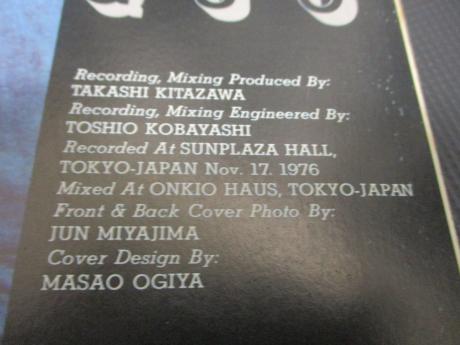 Recording, Mixing Produced By:
TAKASHI KITAZAWA
Recording, Mixing Engineered By:
TOSHIO KOBAYASHI
Recorded At SUNPLAZA HALL,
TOKYO-JAPAN Nov. 17. 1976
Mixed At ONKIO HAUS, TOKYO-JAPAN
Front & Back Cover Photo By:
JUN MIYAJIMA
Cover Design By:
MASAO OGIYA